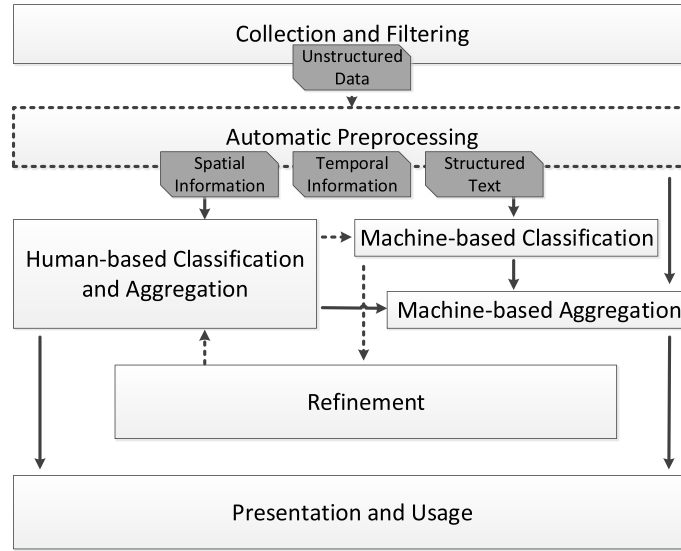 Collection and Filtering
Unstructured
Data
Automatic Preprocessing
Spatial
Information
Temporal
Information
Structured
Text
Human-based Classification
and Aggregation
Machine-based Classification
Machine-based Aggregation
Refinement
Presentation and Usage